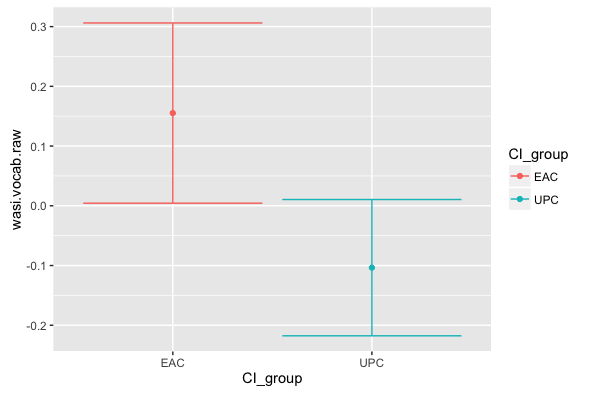 wasi.vocab.raw
0.3
0.2
0.1
0.0
-0.1
-0.2
EAC
UPC
CI_group
CI_group
EAC
UPC